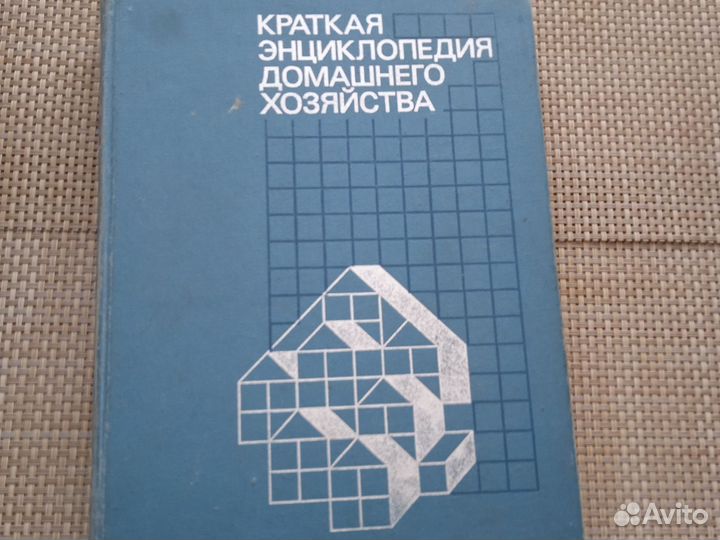 КРАТКАЯ
ЭНЦИКЛОПЕДИЯ
ДОМАШНЕГО
ХОЗЯЙСТВА
Avito